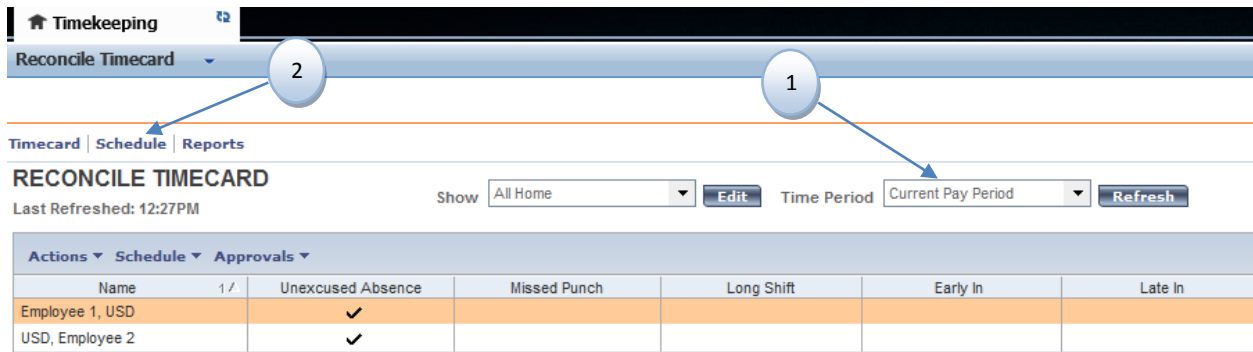 Timekeeping
Reconcile Timecard
2
1
Timecard | Schedule | Reports
RECONCILE TIMECARD
Show All Home Edit Time Period Current Pay Period Refresh
Last Refreshed: 12:27PM
Actions Schedule Approvals
Name 1 Unexcused Absence Missed Punch Long Shift Early In Late In
Employee 1, USD ✓
USD, Employee 2 ✓